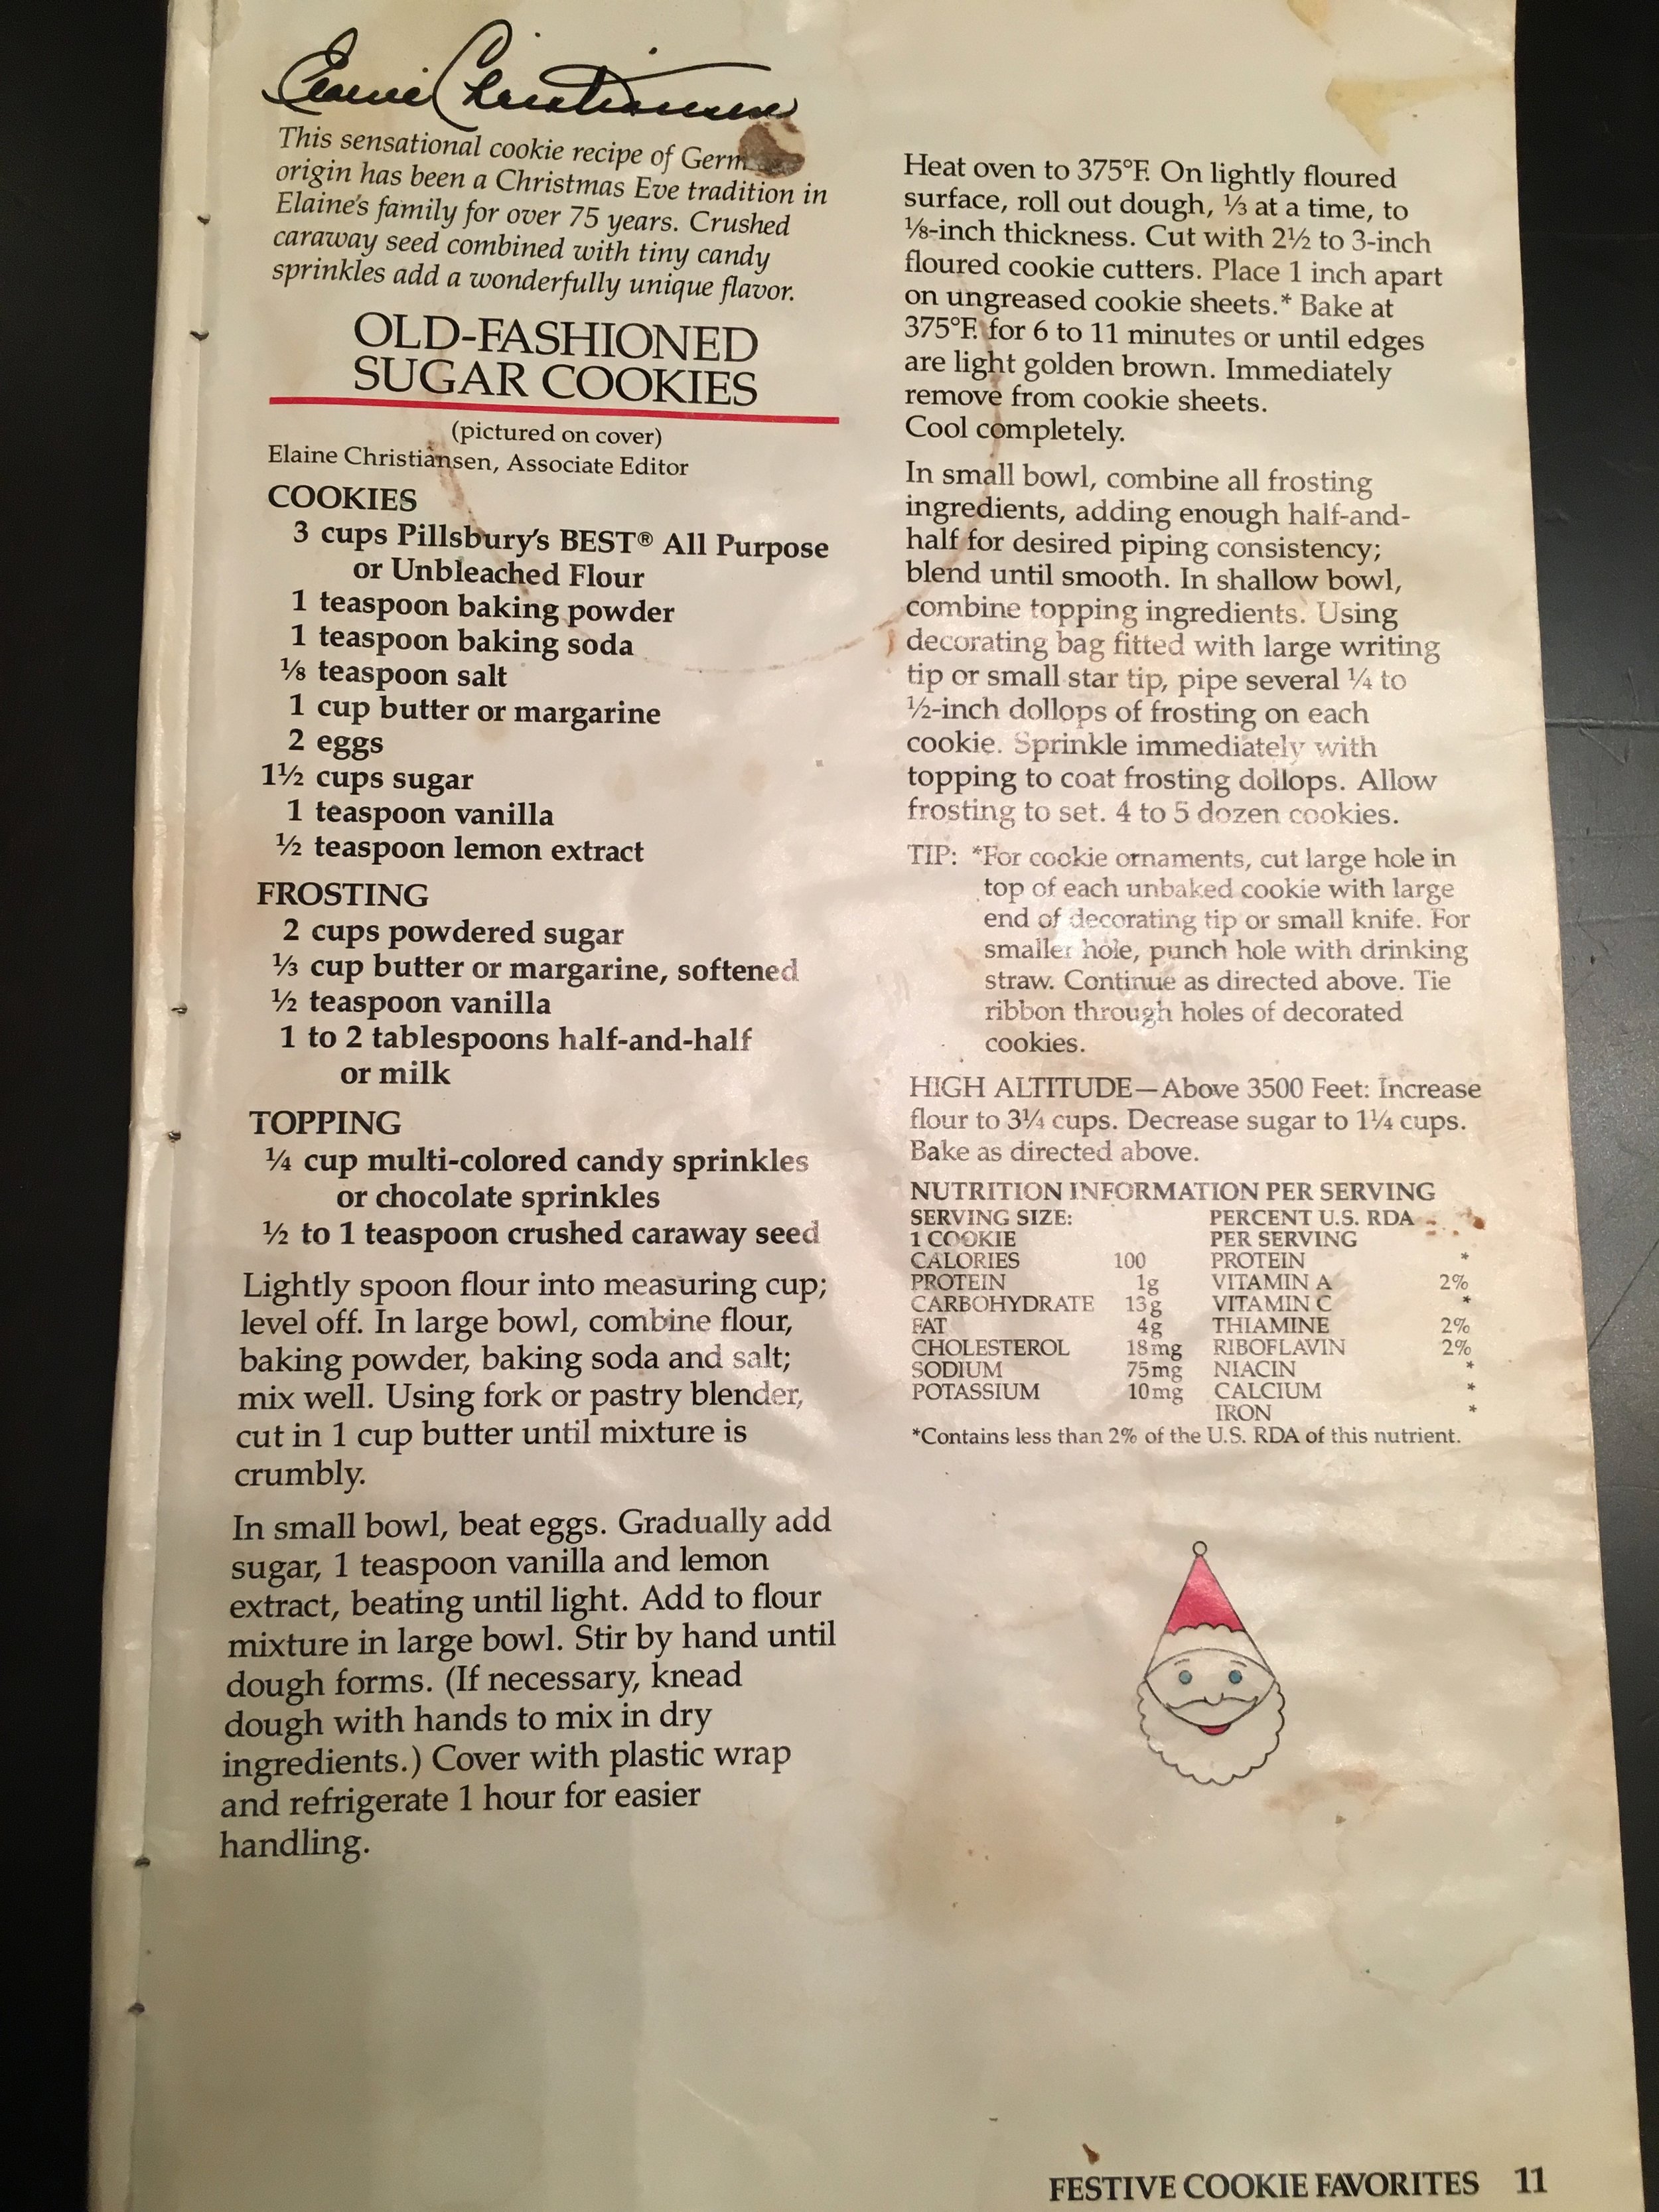 Elaine Christiansen
This sensational cookie recipe of Germ
origin has been a Christmas Eve tradition in
Elaine's family for over 75 years. Crushed
caraway seed combined with tiny candy
sprinkles add a wonderfully unique flavor.
OLD-FASHIONED
SUGAR COOKIES
(pictured on cover)
Elaine Christiansen, Associate Editor
COOKIES
3 cups Pillsbury's BEST® All Purpose
or Unbleached Flour
1 teaspoon baking powder
1 teaspoon baking soda
⅛ teaspoon salt
1 cup butter or margarine
2 eggs
1½ cups sugar
1 teaspoon vanilla
½ teaspoon lemon extract
FROSTING
2 cups powdered sugar
⅓ cup butter or margarine, softened
½ teaspoon vanilla
1 to 2 tablespoons half-and-half
or milk
TOPPING
¼ cup multi-colored candy sprinkles
or chocolate sprinkles
½ to 1 teaspoon crushed caraway seed
Lightly spoon flour into measuring cup;
level off. In large bowl, combine flour,
baking powder, baking soda and salt;
mix well. Using fork or pastry blender,
cut in 1 cup butter until mixture is
crumbly.
In small bowl, beat eggs. Gradually add
sugar, 1 teaspoon vanilla and lemon
extract, beating until light. Add to flour
mixture in large bowl. Stir by hand until
dough forms. (If necessary, knead
dough with hands to mix in dry
ingredients.) Cover with plastic wrap
and refrigerate 1 hour for easier
handling.
Heat oven to 375°F. On lightly floured
surface, roll out dough, ⅓ at a time, to
⅛-inch thickness. Cut with 2½ to 3-inch
floured cookie cutters. Place 1 inch apart
on ungreased cookie sheets.* Bake at
375°F. for 6 to 11 minutes or until edges
are light golden brown. Immediately
remove from cookie sheets.
Cool completely.
In small bowl, combine all frosting
ingredients, adding enough half-and-
half for desired piping consistency;
blend until smooth. In shallow bowl,
combine topping ingredients. Using
decorating bag fitted with large writing
tip or small star tip, pipe several ¼ to
½-inch dollops of frosting on each
cookie. Sprinkle immediately with
topping to coat frosting dollops. Allow
frosting to set. 4 to 5 dozen cookies.
TIP: *For cookie ornaments, cut large hole in
top of each unbaked cookie with large
end of decorating tip or small knife. For
smaller hole, punch hole with drinking
straw. Continue as directed above. Tie
ribbon through holes of decorated
cookies.
HIGH ALTITUDE—Above 3500 Feet: Increase
flour to 3¼ cups. Decrease sugar to 1¼ cups.
Bake as directed above.
NUTRITION INFORMATION PER SERVING
SERVING SIZE: PERCENT U.S. RDA
1 COOKIE PER SERVING
CALORIES 100 PROTEIN *
PROTEIN 1g VITAMIN A 2%
CARBOHYDRATE 13g VITAMIN C *
FAT 4g THIAMINE 2%
CHOLESTEROL 18mg RIBOFLAVIN 2%
SODIUM 75mg NIACIN *
POTASSIUM 10mg CALCIUM *
IRON *
*Contains less than 2% of the U.S. RDA of this nutrient.
FESTIVE COOKIE FAVORITES 11